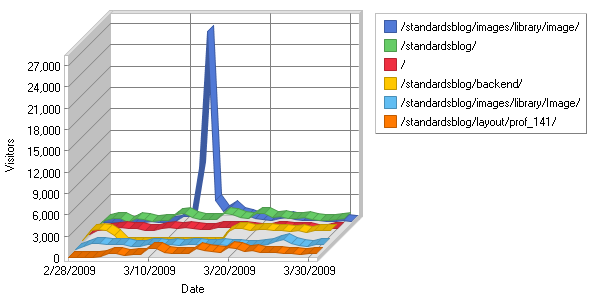 27,000
24,000
21,000
18,000
15,000
12,000
9,000
6,000
3,000
0
Visitors
2/28/2009 3/10/2009 3/20/2009 3/30/2009
Date
/standardsblog/images/library/image/
/standardsblog/
/
/standardsblog/backend/
/standardsblog/images/library/Image/
/standardsblog/layout/prof_141/